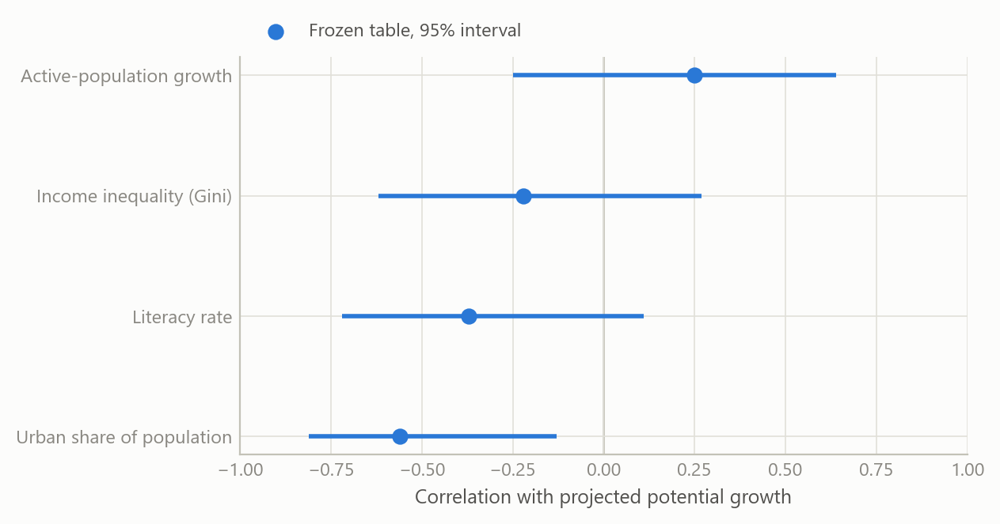 Frozen table, 95% interval
Active-population growth
Income inequality (Gini)
Literacy rate
Urban share of population
−1.00 −0.75 −0.50 −0.25 0.00 0.25 0.50 0.75 1.00
Correlation with projected potential growth